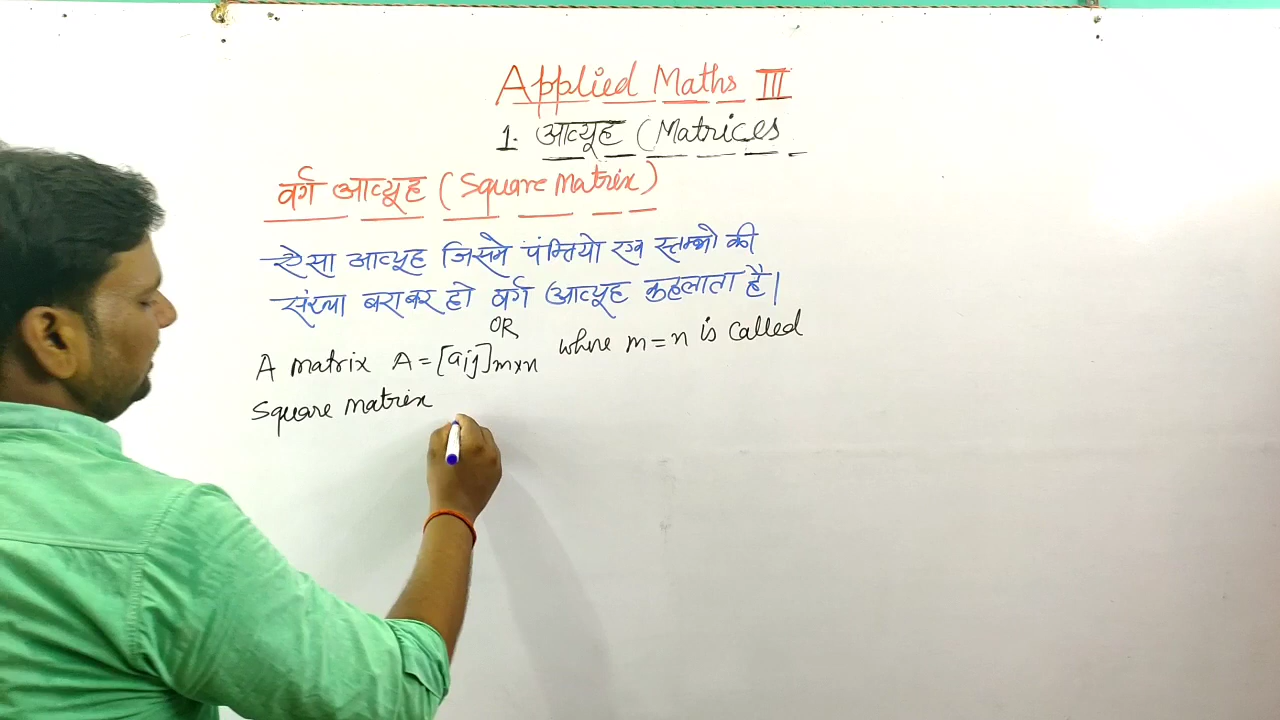 Applied Maths III
1. आव्यूह (Matrices
वर्ग आव्यूह (Square Matrix)
ऐसा आव्यूह जिसमे पंक्तियो एवं स्तम्भो की
संख्या बराबर हो वर्ग आव्यूह कहलाता है।
OR
A matrix A = [aij]m×n where m = n is called
Square matrix